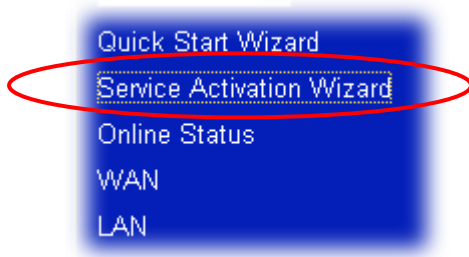 Quick Start Wizard
Service Activation Wizard
Online Status
WAN
LAN